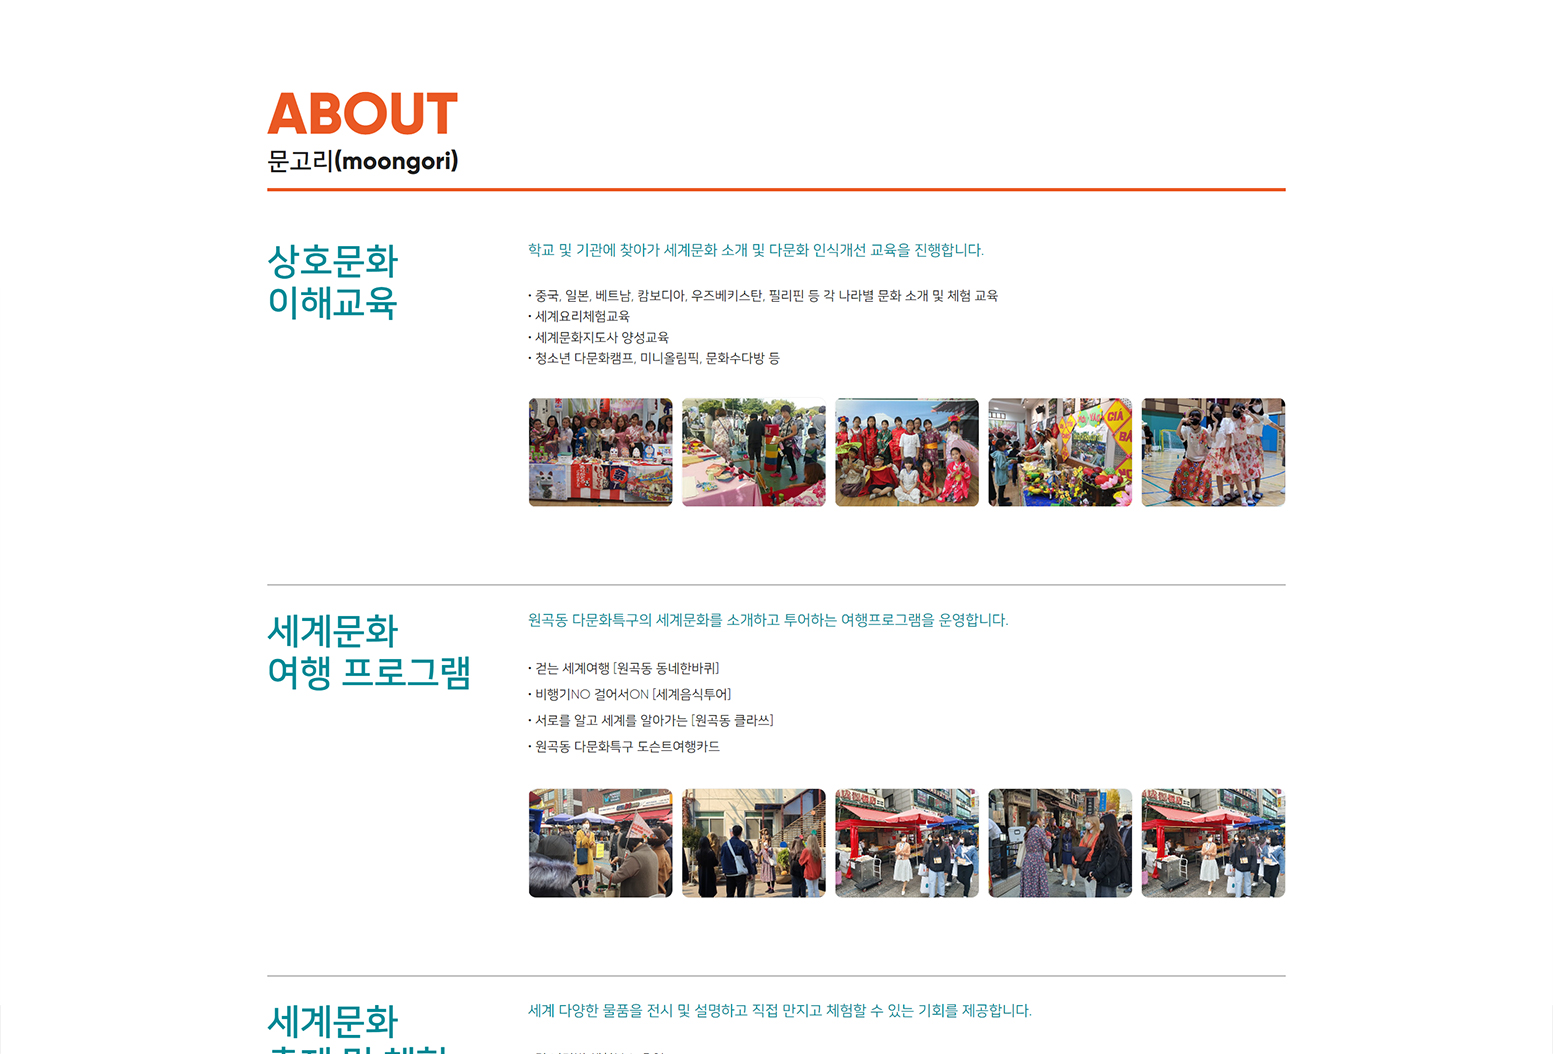 ABOUT
문고리(moongori)
상호문화
이해교육
학교 및 기관에 찾아가 세계문화 소개 및 다문화 인식개선 교육을 진행합니다.
· 중국, 일본, 베트남, 캄보디아, 우즈베키스탄, 필리핀 등 각 나라별 문화 소개 및 체험 교육
· 세계요리체험교육
· 세계문화지도사 양성교육
· 청소년 다문화캠프, 미니올림픽, 문화수다방 등
GIÀ
세계문화
여행 프로그램
원곡동 다문화특구의 세계문화를 소개하고 투어하는 여행프로그램을 운영합니다.
· 걷는 세계여행 [원곡동 동네한바퀴]
· 비행기NO 걸어서ON [세계음식투어]
· 서로를 알고 세계를 알아가는 [원곡동 클라쓰]
· 원곡동 다문화특구 도슨트여행카드
세계문화
세계 다양한 물품을 전시 및 설명하고 직접 만지고 체험할 수 있는 기회를 제공합니다.